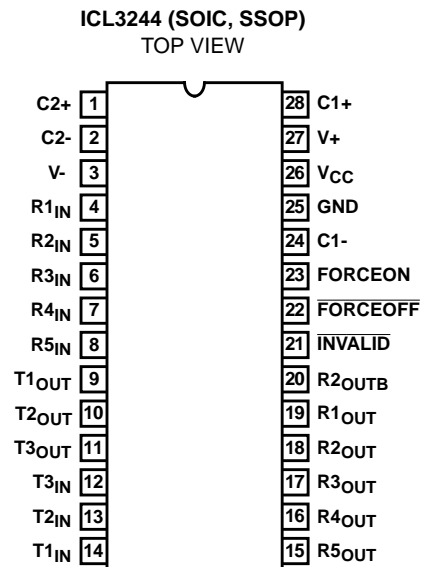 ICL3244 (SOIC, SSOP)
TOP VIEW
C2+ 1 28 C1+
C2- 2 27 V+
V- 3 26 VCC
R1IN 4 25 GND
R2IN 5 24 C1-
R3IN 6 23 FORCEON
R4IN 7 22 FORCEOFF
R5IN 8 21 INVALID
T1OUT 9 20 R2OUTB
T2OUT 10 19 R1OUT
T3OUT 11 18 R2OUT
T3IN 12 17 R3OUT
T2IN 13 16 R4OUT
T1IN 14 15 R5OUT